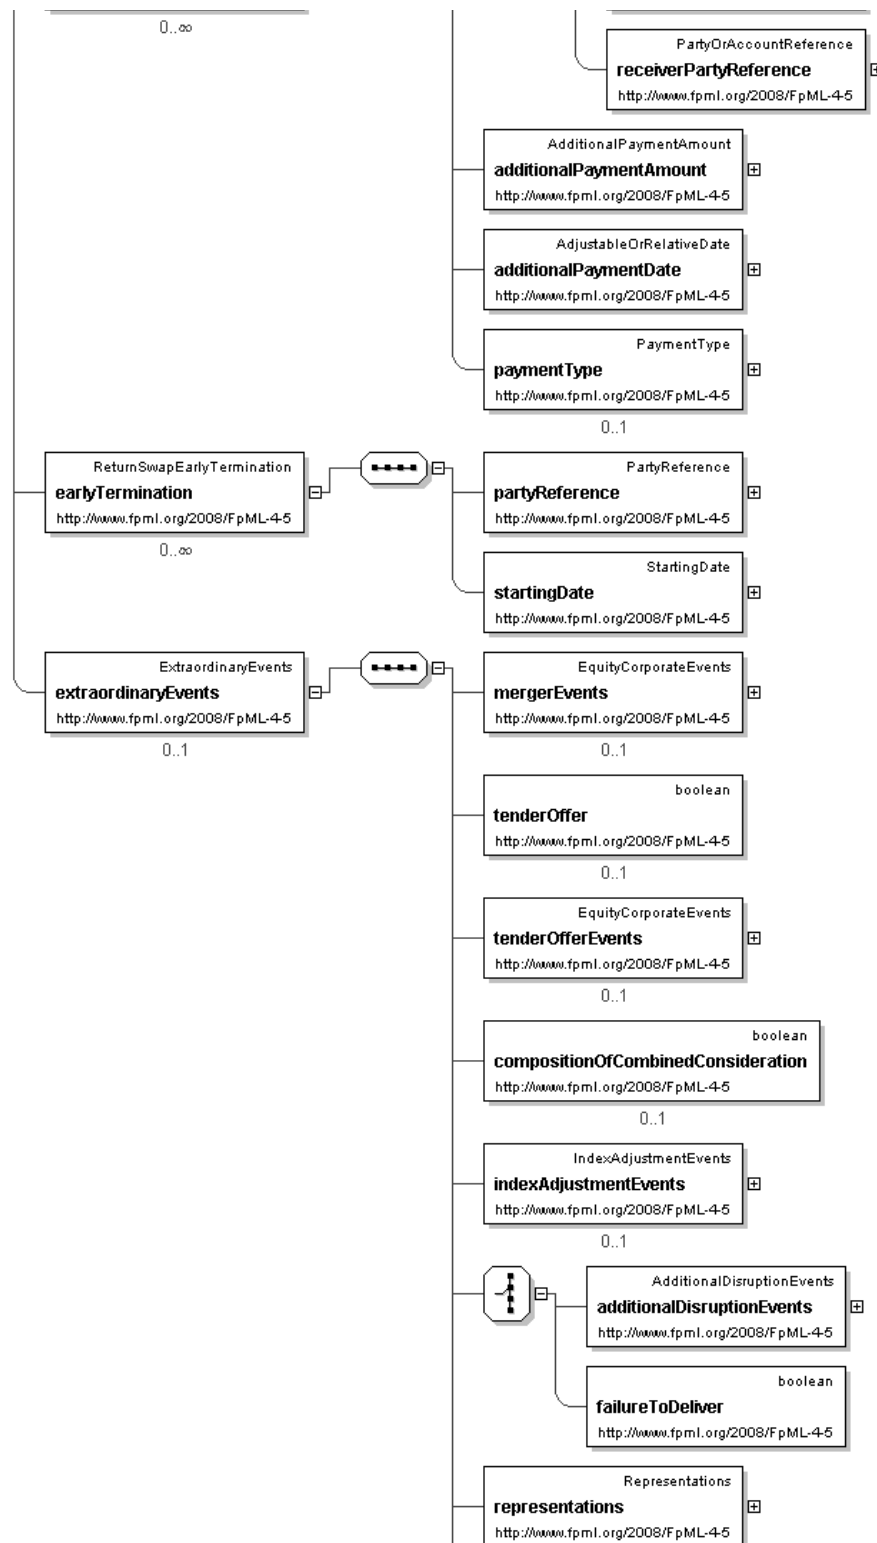 0..∞
PartyOrAccountReference
receiverPartyReference
http://www.fpml.org/2008/FpML-4-5
AdditionalPaymentAmount
additionalPaymentAmount
http://www.fpml.org/2008/FpML-4-5
AdjustableOrRelativeDate
additionalPaymentDate
http://www.fpml.org/2008/FpML-4-5
PaymentType
paymentType
http://www.fpml.org/2008/FpML-4-5
0..1
ReturnSwapEarlyTermination
earlyTermination
http://www.fpml.org/2008/FpML-4-5
0..∞
PartyReference
partyReference
http://www.fpml.org/2008/FpML-4-5
StartingDate
startingDate
http://www.fpml.org/2008/FpML-4-5
ExtraordinaryEvents
extraordinaryEvents
http://www.fpml.org/2008/FpML-4-5
0..1
EquityCorporateEvents
mergerEvents
http://www.fpml.org/2008/FpML-4-5
0..1
boolean
tenderOffer
http://www.fpml.org/2008/FpML-4-5
0..1
EquityCorporateEvents
tenderOfferEvents
http://www.fpml.org/2008/FpML-4-5
0..1
boolean
compositionOfCombinedConsideration
http://www.fpml.org/2008/FpML-4-5
0..1
IndexAdjustmentEvents
indexAdjustmentEvents
http://www.fpml.org/2008/FpML-4-5
0..1
AdditionalDisruptionEvents
additionalDisruptionEvents
http://www.fpml.org/2008/FpML-4-5
boolean
failureToDeliver
http://www.fpml.org/2008/FpML-4-5
Representations
representations
http://www.fpml.org/2008/FpML-4-5